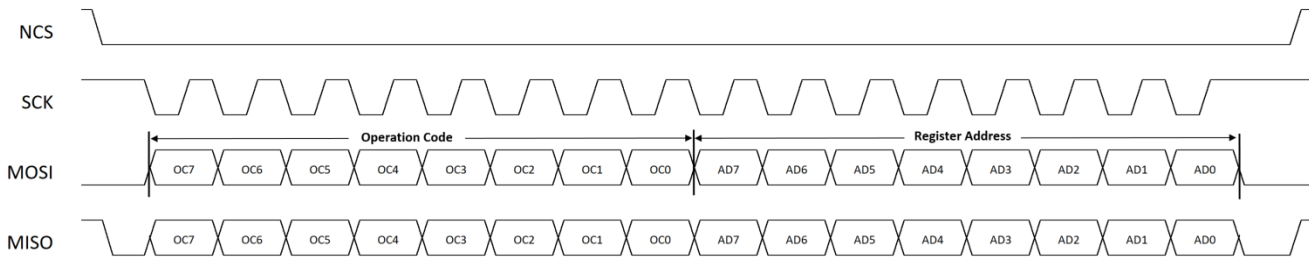 NCS
SCK
Operation Code Register Address
MOSI OC7 OC6 OC5 OC4 OC3 OC2 OC1 OC0 AD7 AD6 AD5 AD4 AD3 AD2 AD1 AD0
MISO OC7 OC6 OC5 OC4 OC3 OC2 OC1 OC0 AD7 AD6 AD5 AD4 AD3 AD2 AD1 AD0